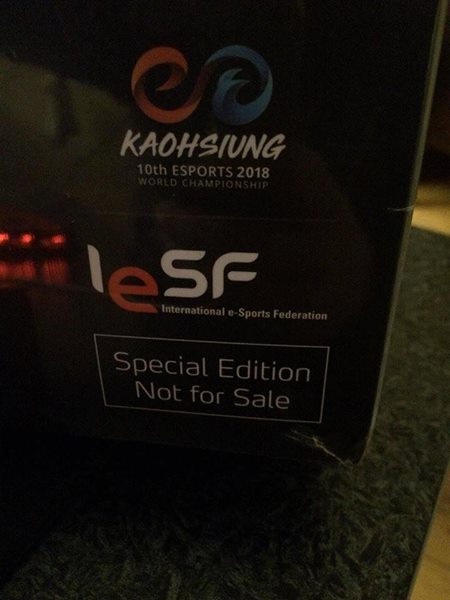 KAOHSIUNG
10th ESPORTS 2018
WORLD CHAMPIONSHIP
IeSF
International e-Sports Federation
Special Edition
Not for Sale